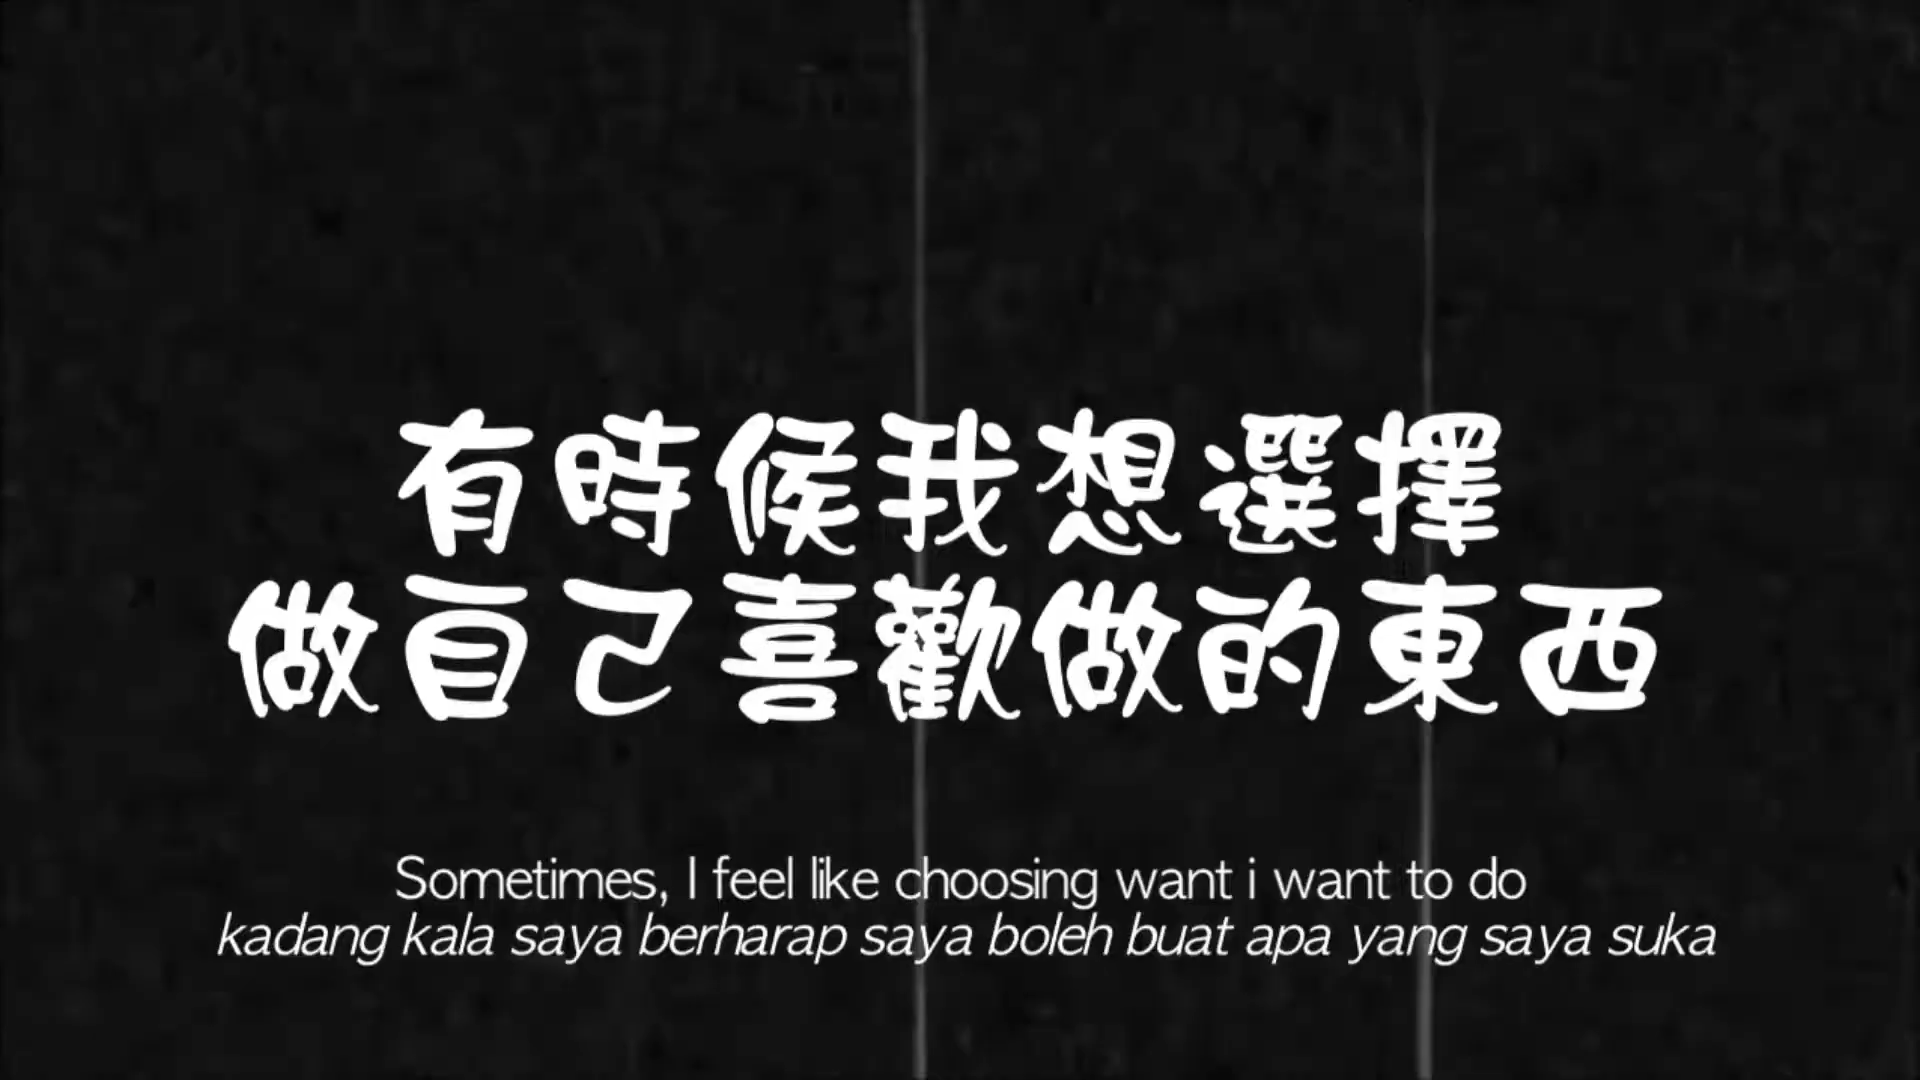 有時候我想選擇
做自己喜歡做的東西
Sometimes, I feel like choosing want i want to do
kadang kala saya berharap saya boleh buat apa yang saya suka